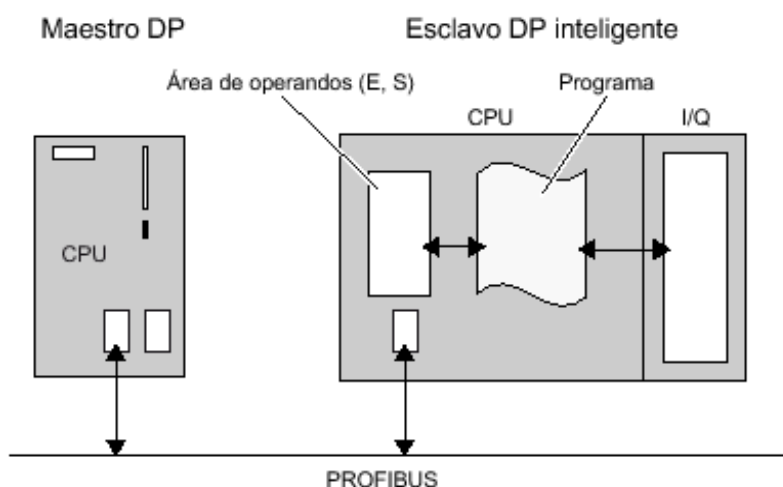 Maestro DP
Esclavo DP inteligente
Área de operandos (E, S)
Programa
CPU
I/Q
CPU
PROFIBUS